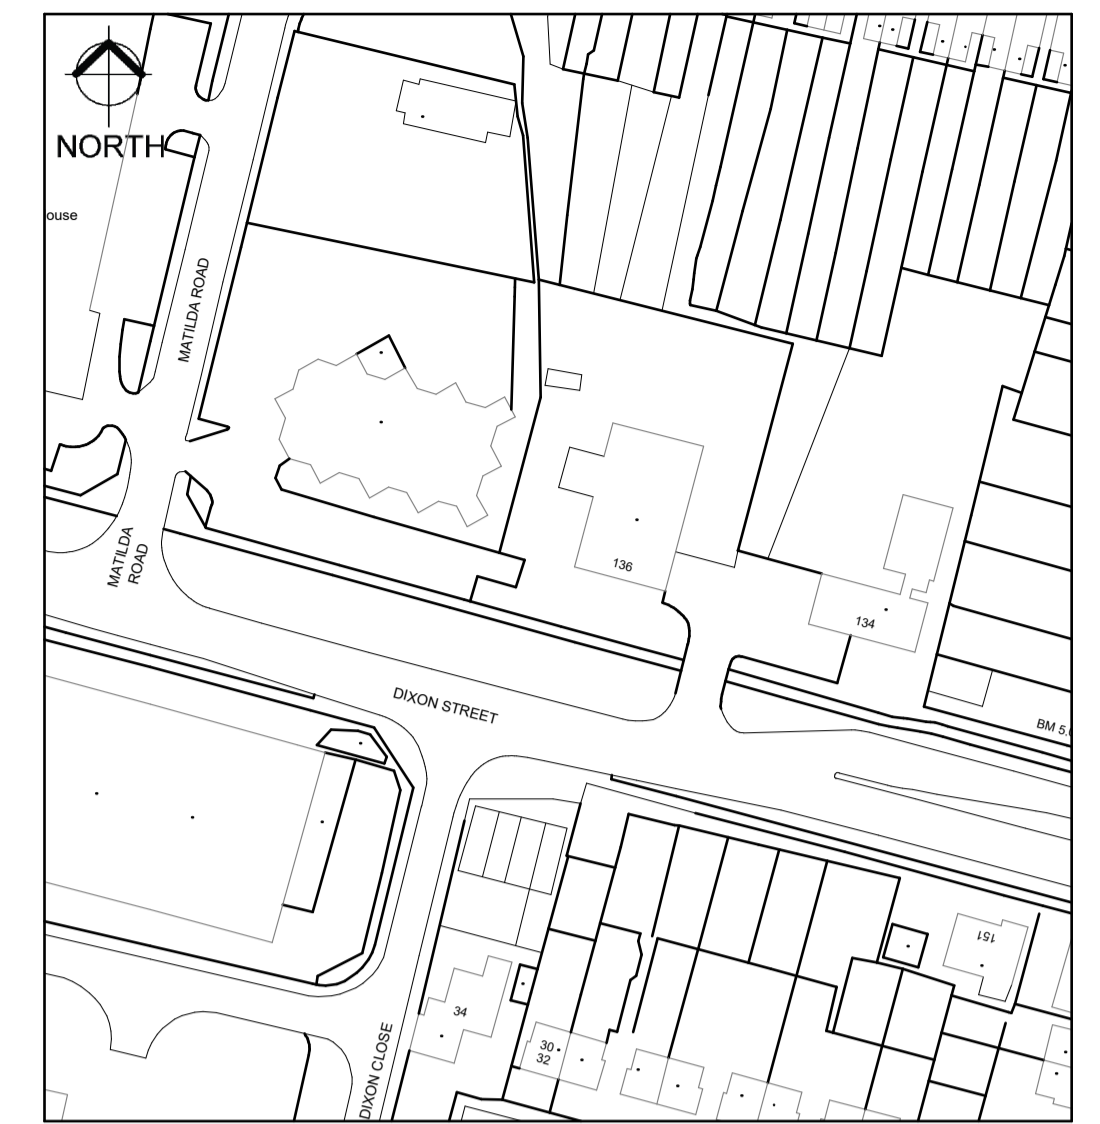 NORTH
ouse
MATILDA ROAD
MATILDA
ROAD
136
134
DIXON STREET
BM 5.
151
34
30
32
DIXON CLOSE